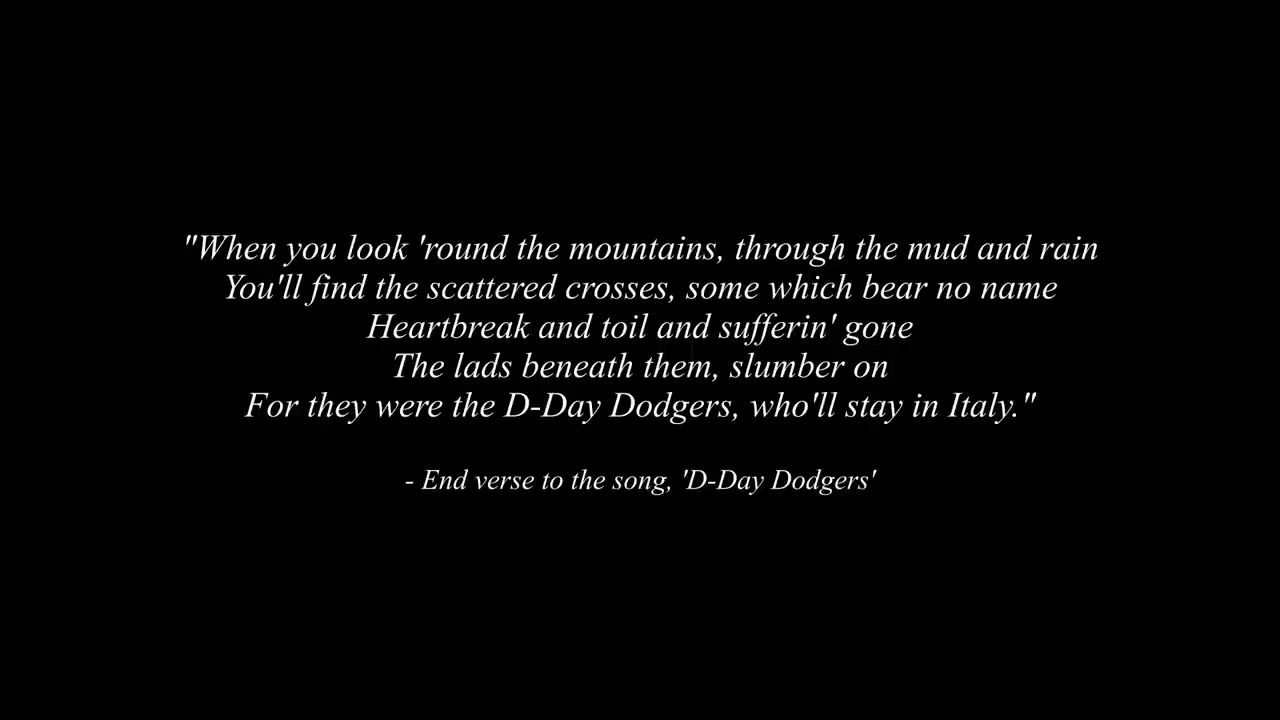 "When you look 'round the mountains, through the mud and rain
You'll find the scattered crosses, some which bear no name
Heartbreak and toil and sufferin' gone
The lads beneath them, slumber on
For they were the D-Day Dodgers, who'll stay in Italy."
- End verse to the song, 'D-Day Dodgers'